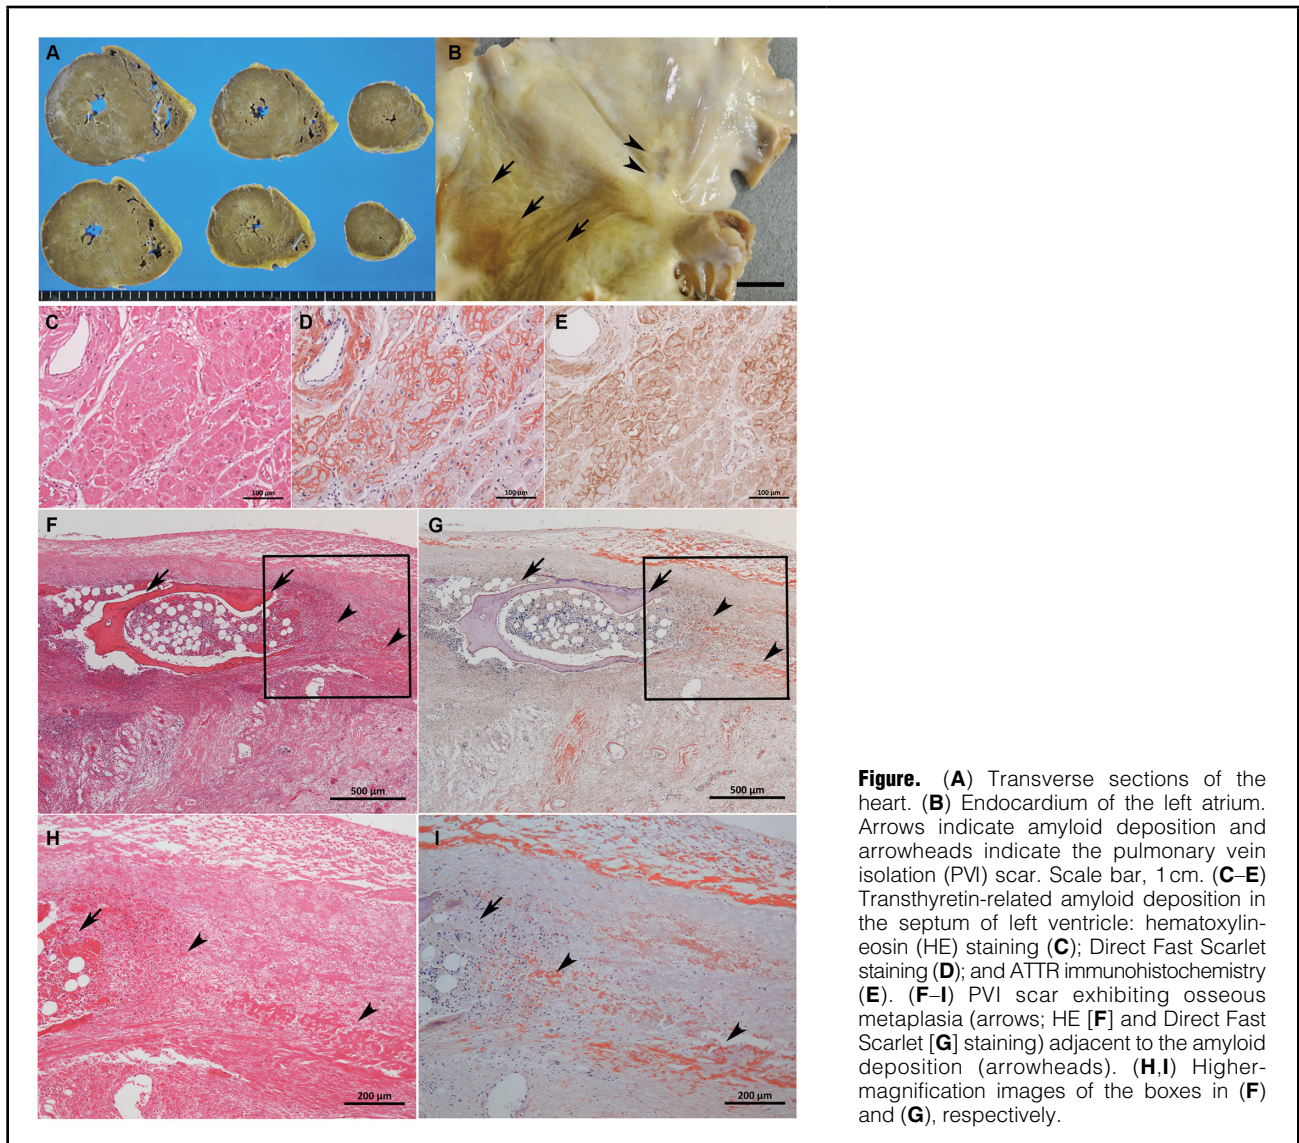 A
B
C
D
E
100 µm
100 µm
100 µm
F
G
500 µm
500 µm
H
I
200 µm
200 µm
Figure. (A) Transverse sections of the
heart. (B) Endocardium of the left atrium.
Arrows indicate amyloid deposition and
arrowheads indicate the pulmonary vein
isolation (PVI) scar. Scale bar, 1 cm. (C–E)
Transthyretin-related amyloid deposition in
the septum of left ventricle: hematoxylin-
eosin (HE) staining (C); Direct Fast Scarlet
staining (D); and ATTR immunohistochemistry
(E). (F–I) PVI scar exhibiting osseous
metaplasia (arrows; HE [F] and Direct Fast
Scarlet [G] staining) adjacent to the amyloid
deposition (arrowheads). (H,I) Higher-
magnification images of the boxes in (F)
and (G), respectively.